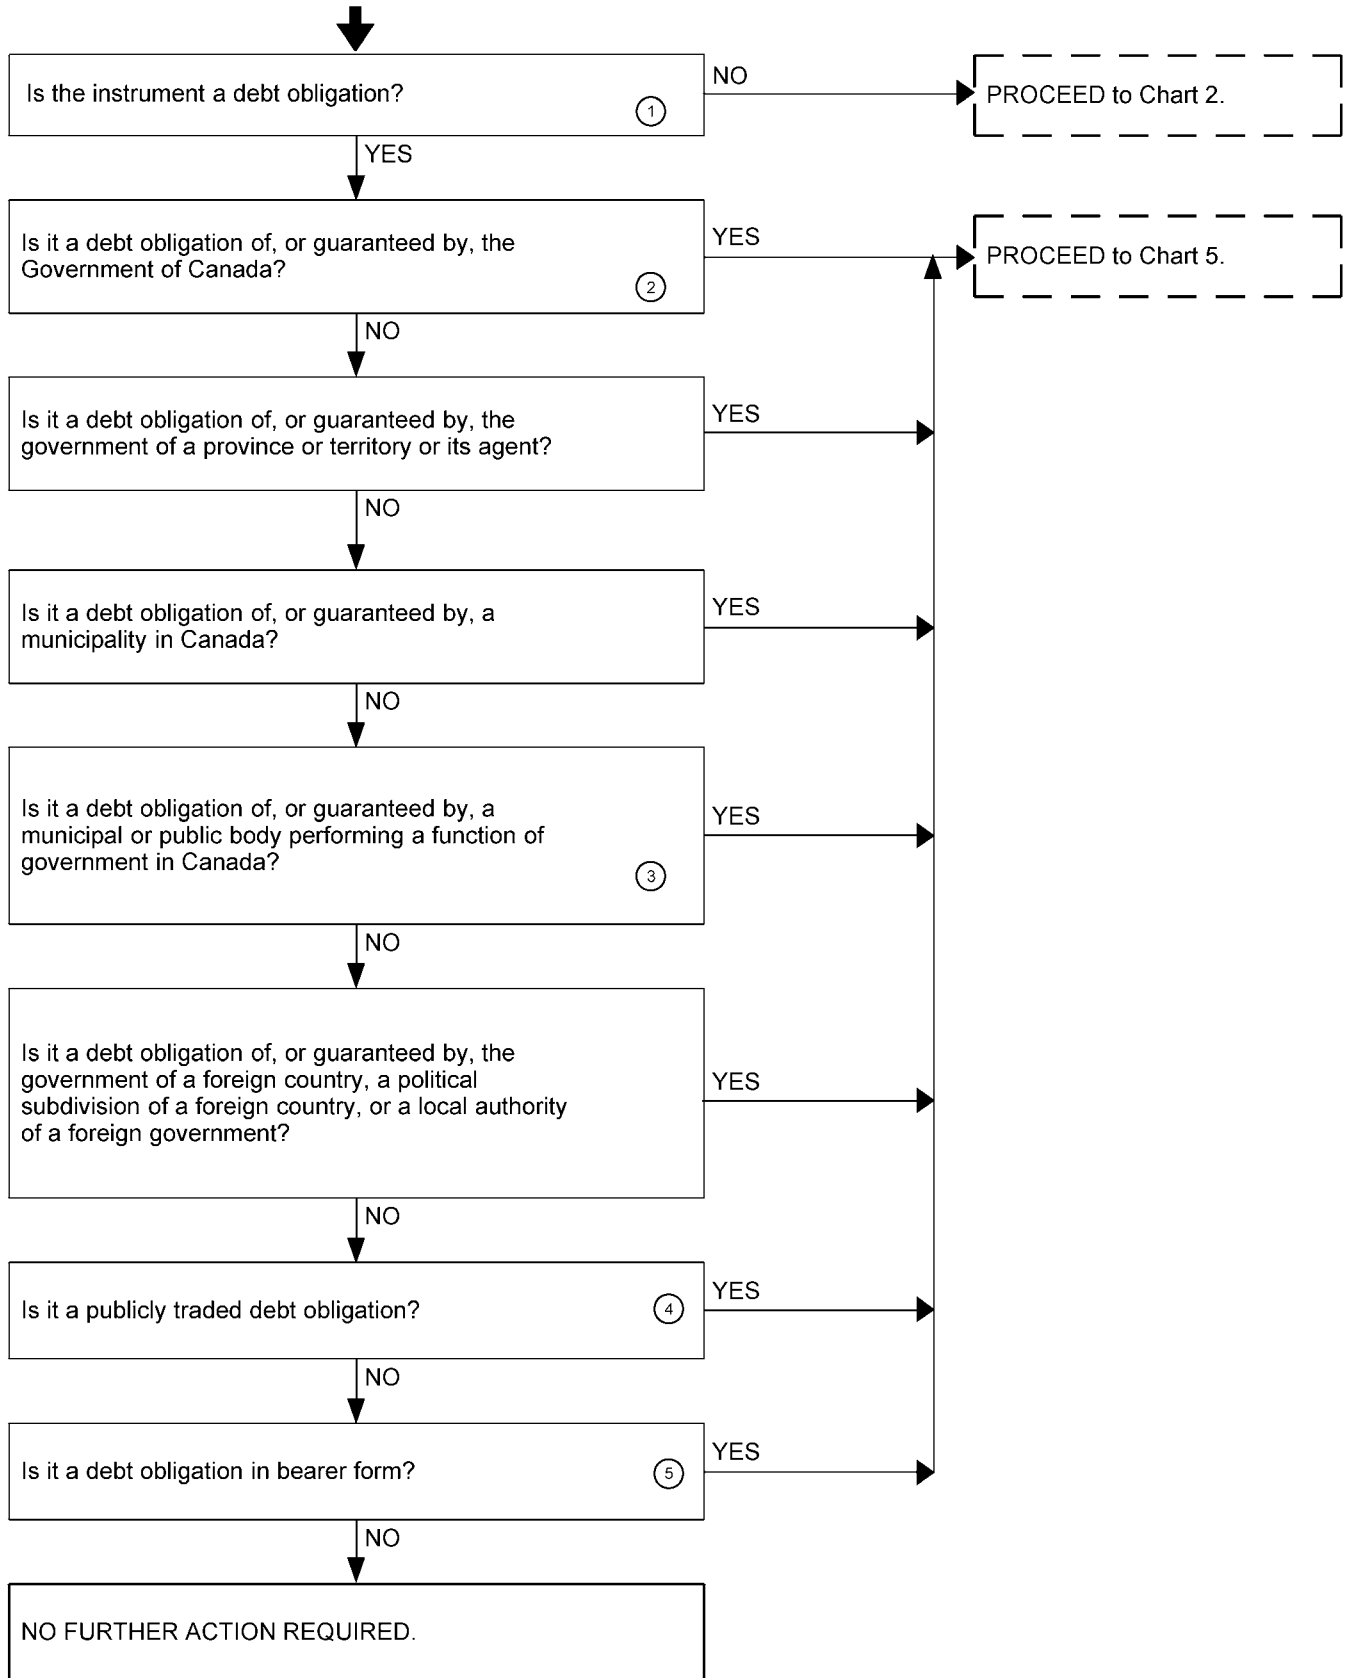 Is the instrument a debt obligation?
1
NO
PROCEED to Chart 2.
YES
Is it a debt obligation of, or guaranteed by, the
Government of Canada?
2
YES
PROCEED to Chart 5.
NO
Is it a debt obligation of, or guaranteed by, the
government of a province or territory or its agent?
YES
NO
Is it a debt obligation of, or guaranteed by, a
municipality in Canada?
YES
NO
Is it a debt obligation of, or guaranteed by, a
municipal or public body performing a function of
government in Canada?
3
YES
NO
Is it a debt obligation of, or guaranteed by, the
government of a foreign country, a political
subdivision of a foreign country, or a local authority
of a foreign government?
YES
NO
Is it a publicly traded debt obligation?
4
YES
NO
Is it a debt obligation in bearer form?
5
YES
NO
NO FURTHER ACTION REQUIRED.